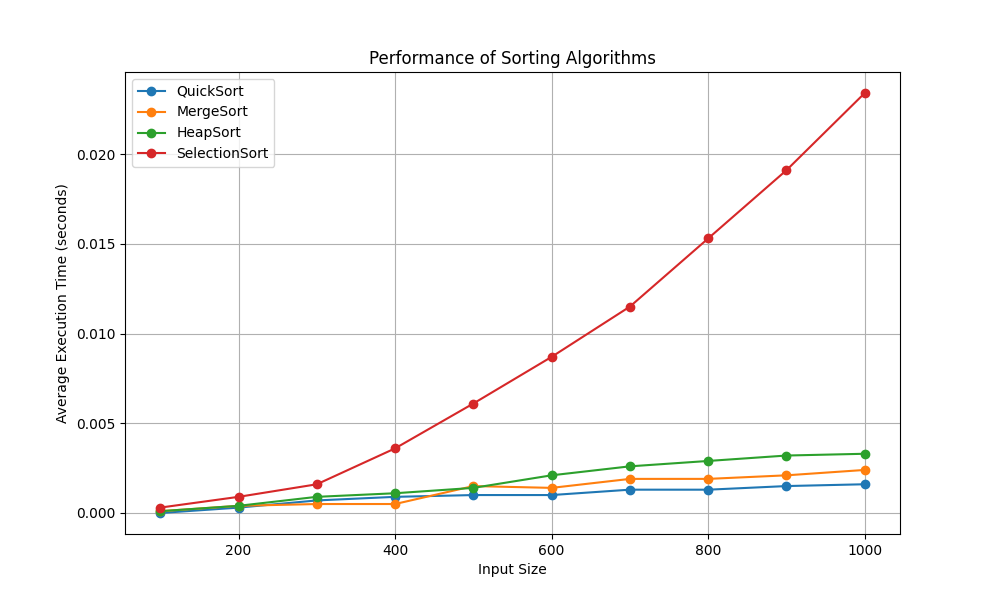 Performance of Sorting Algorithms
QuickSort
MergeSort
HeapSort
SelectionSort
Average Execution Time (seconds)
0.020
0.015
0.010
0.005
0.000
200
400
600
800
1000
Input Size